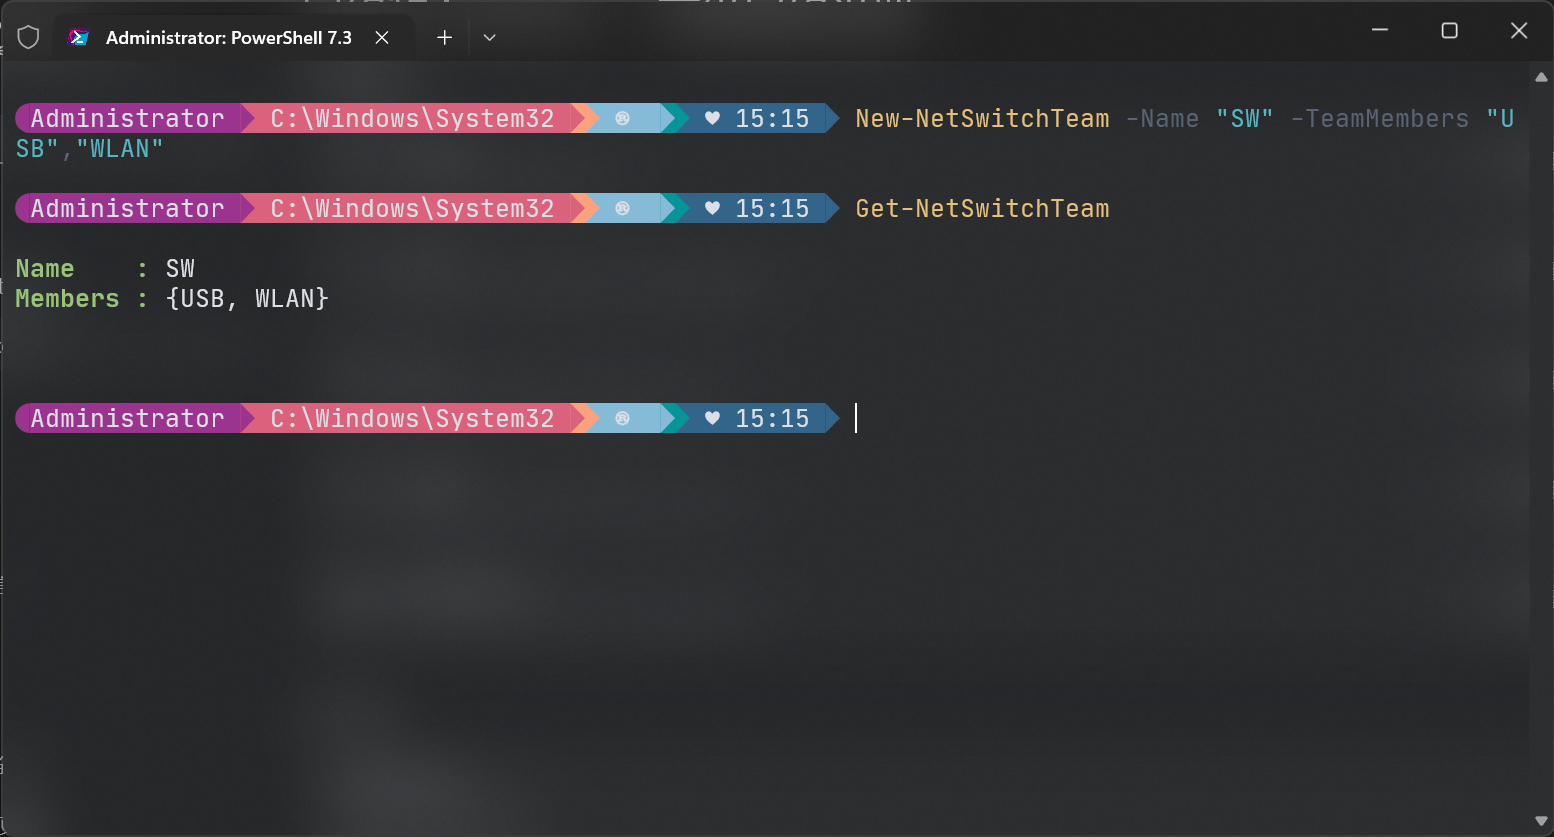 Administrator: PowerShell 7.3
Administrator C:\Windows\System32 ♥ 15:15 New-NetSwitchTeam -Name "SW" -TeamMembers "U
SB","WLAN"
Administrator C:\Windows\System32 ♥ 15:15 Get-NetSwitchTeam
Name : SW
Members : {USB, WLAN}
Administrator C:\Windows\System32 ♥ 15:15